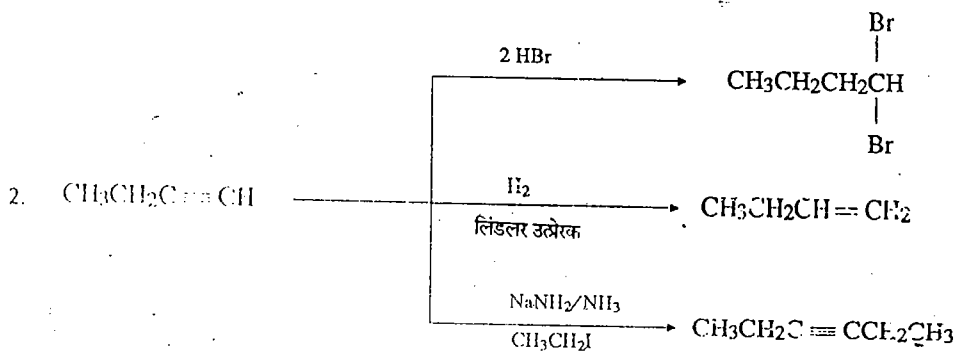 Br
2 HBr
CH₃CH₂CH₂CH
Br
2. CH₃CH₂C≡CH
H₂
CH₃CH₂CH=CH₂
लिंडलर उत्प्रेरक
NaNH₂/NH₃
CH₃CH₂C≡CCH₂CH₃
CH₃CH₂I